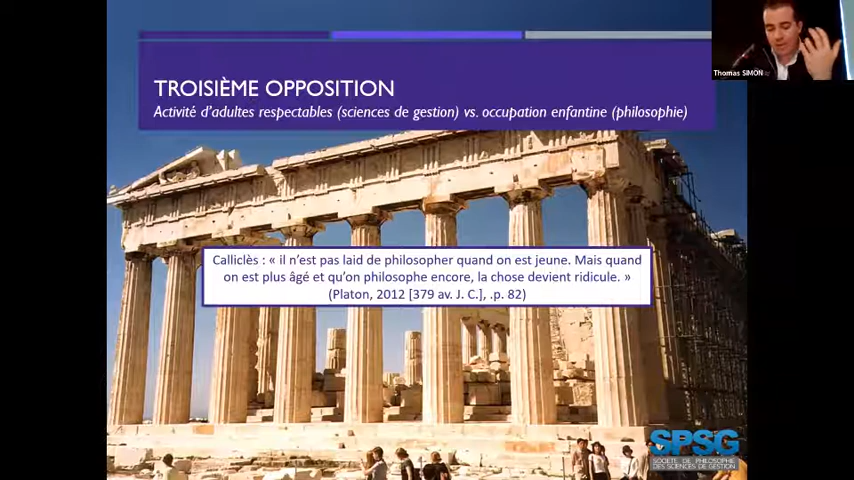 TROISIÈME OPPOSITION
Activité d'adultes respectables (sciences de gestion) vs. occupation enfantine (philosophie)
Thomas SIMON
Calliclès : « il n'est pas laid de philosopher quand on est jeune. Mais quand
on est plus âgé et qu'on philosophe encore, la chose devient ridicule. »
(Platon, 2012 [379 av. J. C.], .p. 82)
SPSG
SOCIÉTÉ DE PHILOSOPHIE
DES SCIENCES DE GESTION